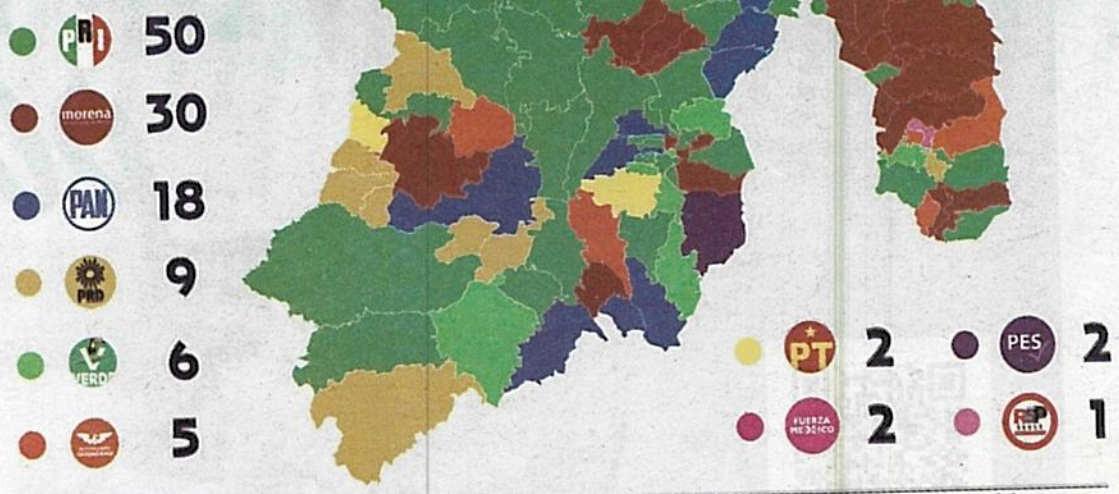 PRI 50
morena 30
PAN 18
PRD 9
VERDE 6
5
PT 2
PES 2
FUERZA
MÉXICO 2
RSP 1